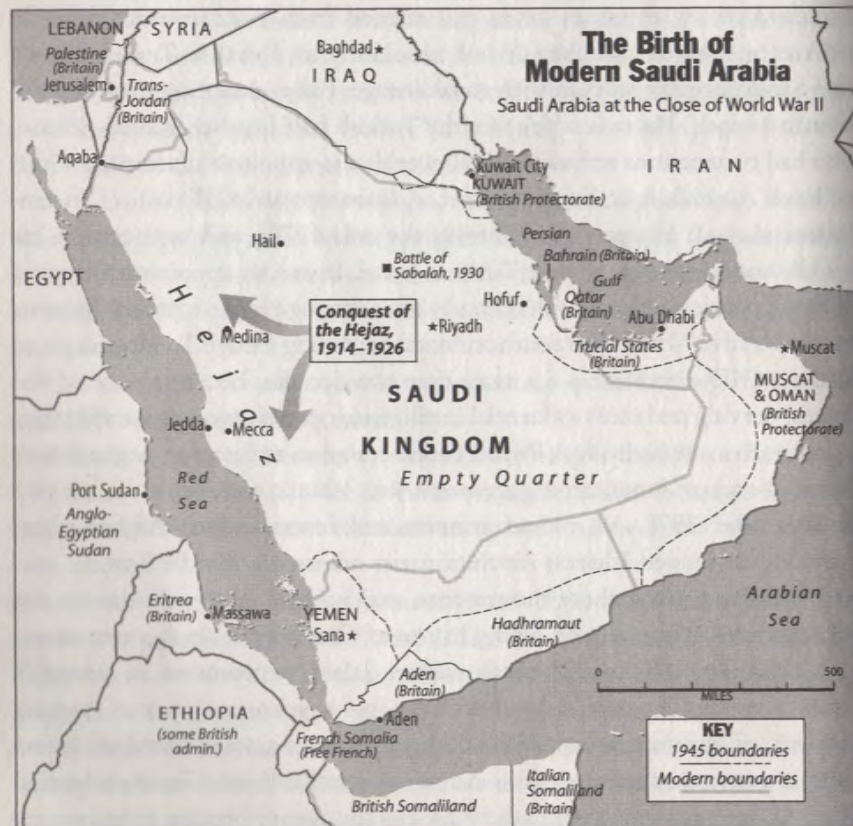 The Birth of
Modern Saudi Arabia
Saudi Arabia at the Close of World War II
LEBANON
SYRIA
Palestine
(Britain)
Jerusalem
Trans-
Jordan
(Britain)
Baghdad
IRAQ
Aqaba
IRAN
Kuwait City
KUWAIT
(British Protectorate)
Persian
Gulf
Bahrain (Britain)
Hail
Battle of
Sabalah, 1930
EGYPT
Hejaz
Hofuf
Qatar
(Britain)
Abu Dhabi
Conquest of
the Hejaz,
1914–1926
Riyadh
Medina
Trucial States
(Britain)
Muscat
MUSCAT
& OMAN
(British
Protectorate)
SAUDI
KINGDOM
Empty Quarter
Jedda
Mecca
Red
Sea
Port Sudan
Anglo-
Egyptian
Sudan
Eritrea
(Britain)
Massawa
YEMEN
Sana
Hadhramaut
(Britain)
Arabian
Sea
Aden
(Britain)
0 500
MILES
ETHIOPIA
(some British
admin.)
Aden
French Somalia
(Free French)
KEY
1945 boundaries
Modern boundaries
British Somaliland
Italian
Somaliland
(Britain)